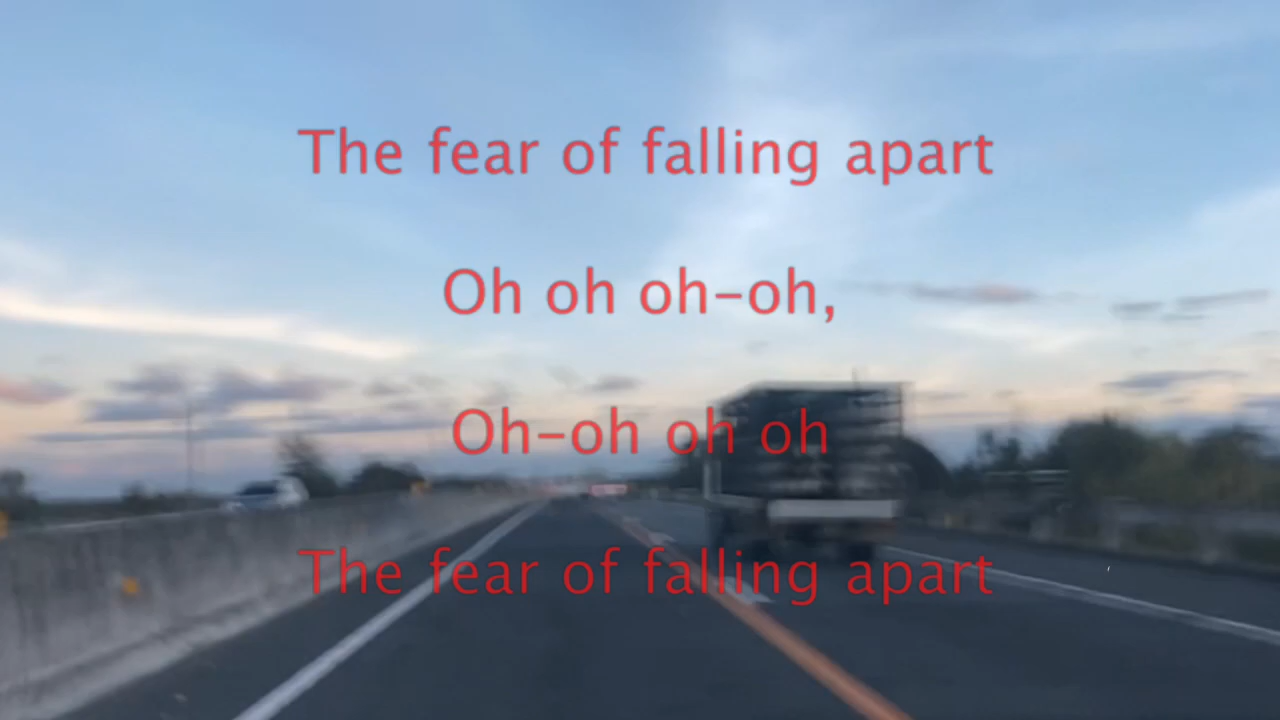 The fear of falling apart
Oh oh oh-oh,
Oh-oh oh oh
The fear of falling apart